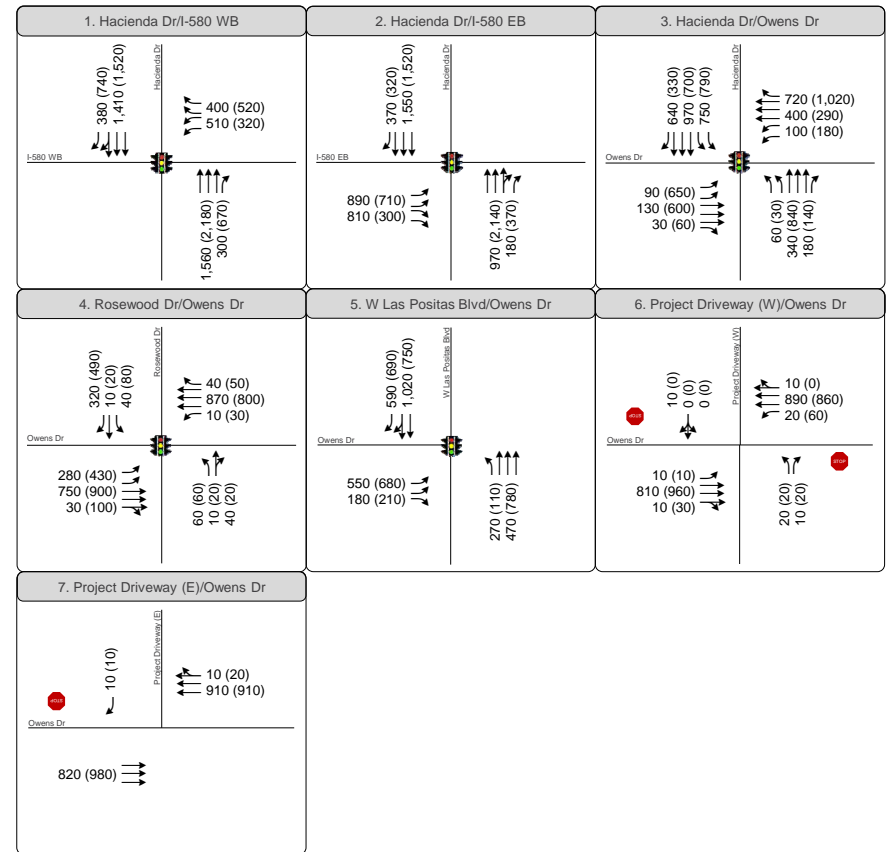 1. Hacienda Dr/I-580 WB
380 (740)
1,410 (1,520)
Hacienda Dr
400 (520)
510 (320)
I-580 WB
1,560 (2,180)
300 (670)
2. Hacienda Dr/I-580 EB
370 (320)
1,550 (1,520)
Hacienda Dr
I-580 EB
890 (710)
810 (300)
970 (2,140)
180 (370)
3. Hacienda Dr/Owens Dr
640 (330)
970 (700)
750 (790)
Hacienda Dr
720 (1,020)
400 (290)
100 (180)
Owens Dr
90 (650)
130 (600)
30 (60)
60 (30)
340 (840)
180 (140)
4. Rosewood Dr/Owens Dr
320 (490)
10 (20)
40 (80)
Rosewood Dr
40 (50)
870 (800)
10 (30)
Owens Dr
280 (430)
750 (900)
30 (100)
60 (60)
10 (20)
40 (20)
5. W Las Positas Blvd/Owens Dr
590 (690)
1,020 (750)
W Las Positas Blvd
Owens Dr
550 (680)
180 (210)
270 (110)
470 (780)
6. Project Driveway (W)/Owens Dr
10 (0)
0 (0)
0 (0)
Project Driveway (W)
10 (0)
890 (860)
20 (60)
STOP
Owens Dr
STOP
10 (10)
810 (960)
10 (30)
20 (20)
10 (20)
7. Project Driveway (E)/Owens Dr
10 (10)
Project Driveway (E)
10 (20)
910 (910)
STOP
Owens Dr
820 (980)